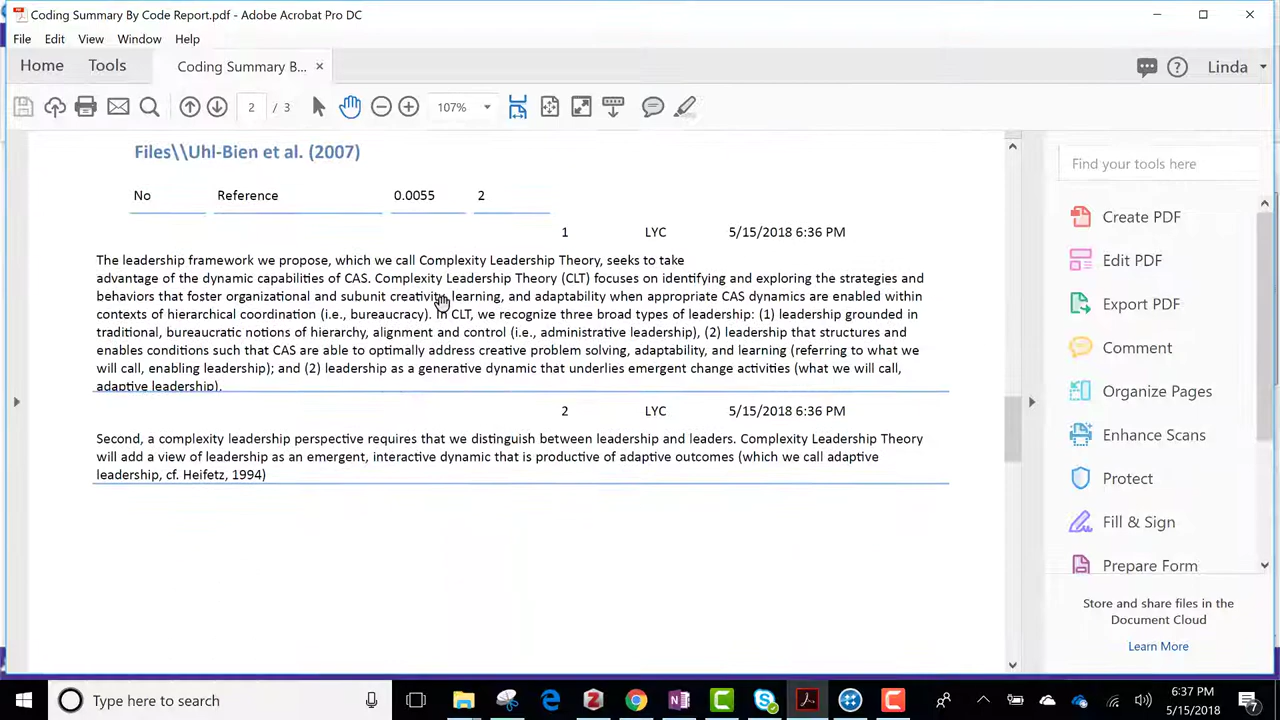 Coding Summary By Code Report.pdf - Adobe Acrobat Pro DC
File Edit View Window Help
Home Tools Coding Summary B... ×
Linda
2 / 3 107%
Files\\Uhl-Bien et al. (2007)
No Reference 0.0055 2
1 LYC 5/15/2018 6:36 PM
The leadership framework we propose, which we call Complexity Leadership Theory, seeks to take
advantage of the dynamic capabilities of CAS. Complexity Leadership Theory (CLT) focuses on identifying and exploring the strategies and
behaviors that foster organizational and subunit creativity, learning, and adaptability when appropriate CAS dynamics are enabled within
contexts of hierarchical coordination (i.e., bureaucracy). In CLT, we recognize three broad types of leadership: (1) leadership grounded in
traditional, bureaucratic notions of hierarchy, alignment and control (i.e., administrative leadership), (2) leadership that structures and
enables conditions such that CAS are able to optimally address creative problem solving, adaptability, and learning (referring to what we
will call, enabling leadership); and (2) leadership as a generative dynamic that underlies emergent change activities (what we will call,
adaptive leadership).
2 LYC 5/15/2018 6:36 PM
Second, a complexity leadership perspective requires that we distinguish between leadership and leaders. Complexity Leadership Theory
will add a view of leadership as an emergent, interactive dynamic that is productive of adaptive outcomes (which we call adaptive
leadership, cf. Heifetz, 1994)
Find your tools here
Create PDF
Edit PDF
Export PDF
Comment
Organize Pages
Enhance Scans
Protect
Fill & Sign
Prepare Form
Store and share files in the
Document Cloud
Learn More
Type here to search
6:37 PM
5/15/2018
7